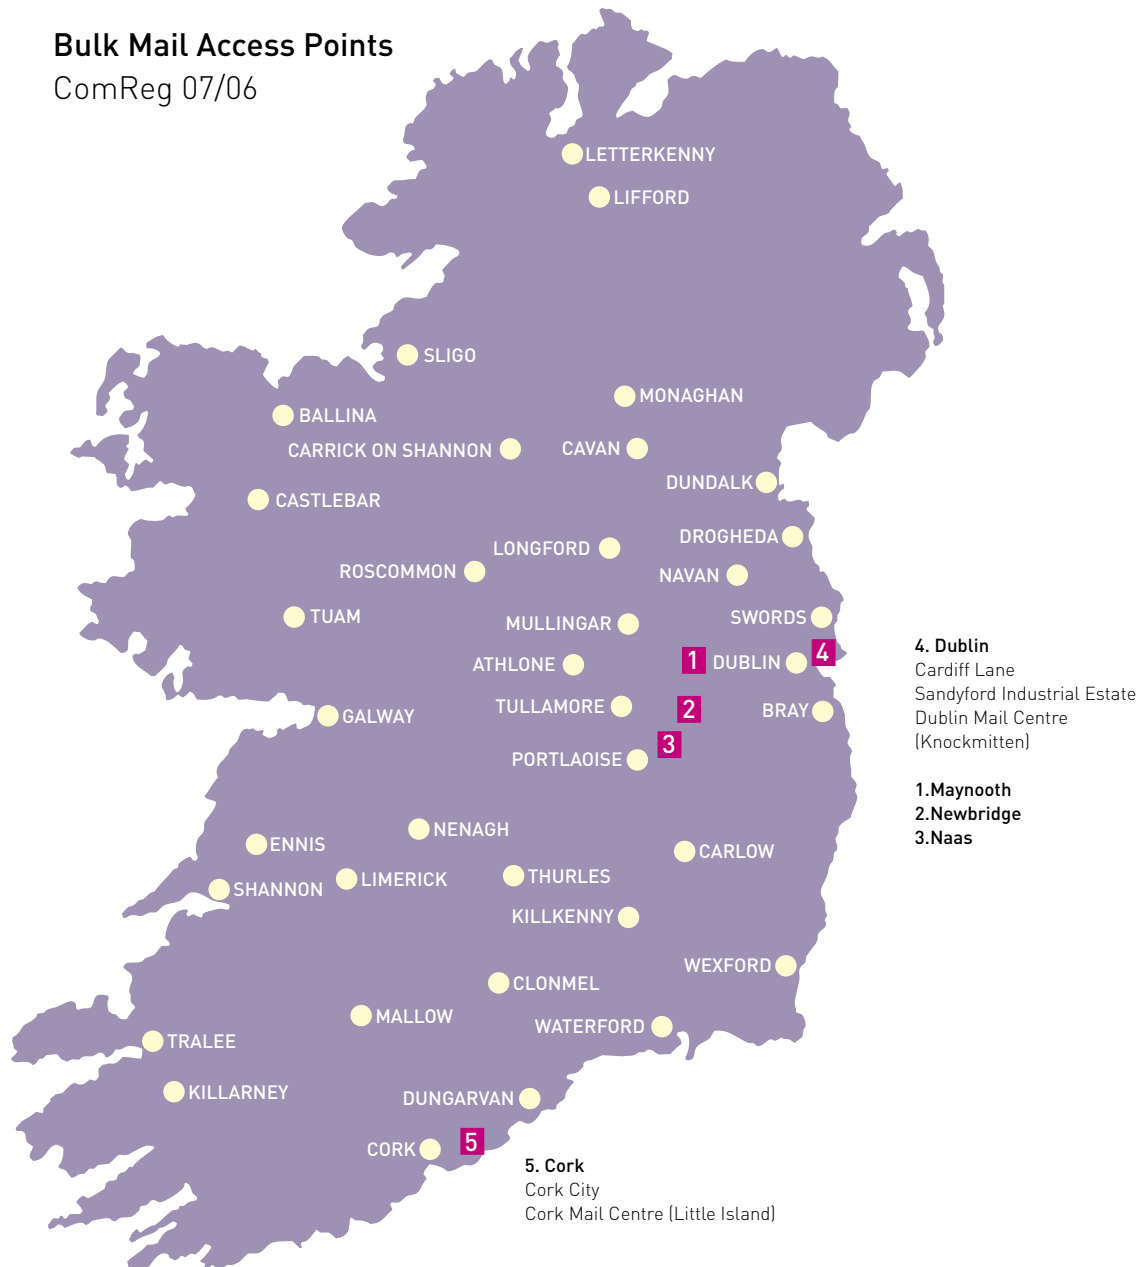 Bulk Mail Access Points
ComReg 07/06
LETTERKENNY
LIFFORD
SLIGO
MONAGHAN
BALLINA
CARRICK ON SHANNON
CAVAN
DUNDALK
CASTLEBAR
DROGHEDA
LONGFORD
ROSCOMMON
NAVAN
TUAM
MULLINGAR
SWORDS
ATHLONE
1
DUBLIN
4
TULLAMORE
2
BRAY
GALWAY
3
PORTLAOISE
4. Dublin
Cardiff Lane
Sandyford Industrial Estate
Dublin Mail Centre
(Knockmitten)
1.Maynooth
2.Newbridge
3.Naas
NENAGH
ENNIS
CARLOW
LIMERICK
THURLES
SHANNON
KILLKENNY
WEXFORD
CLONMEL
MALLOW
WATERFORD
TRALEE
KILLARNEY
DUNGARVAN
CORK
5
5. Cork
Cork City
Cork Mail Centre (Little Island)